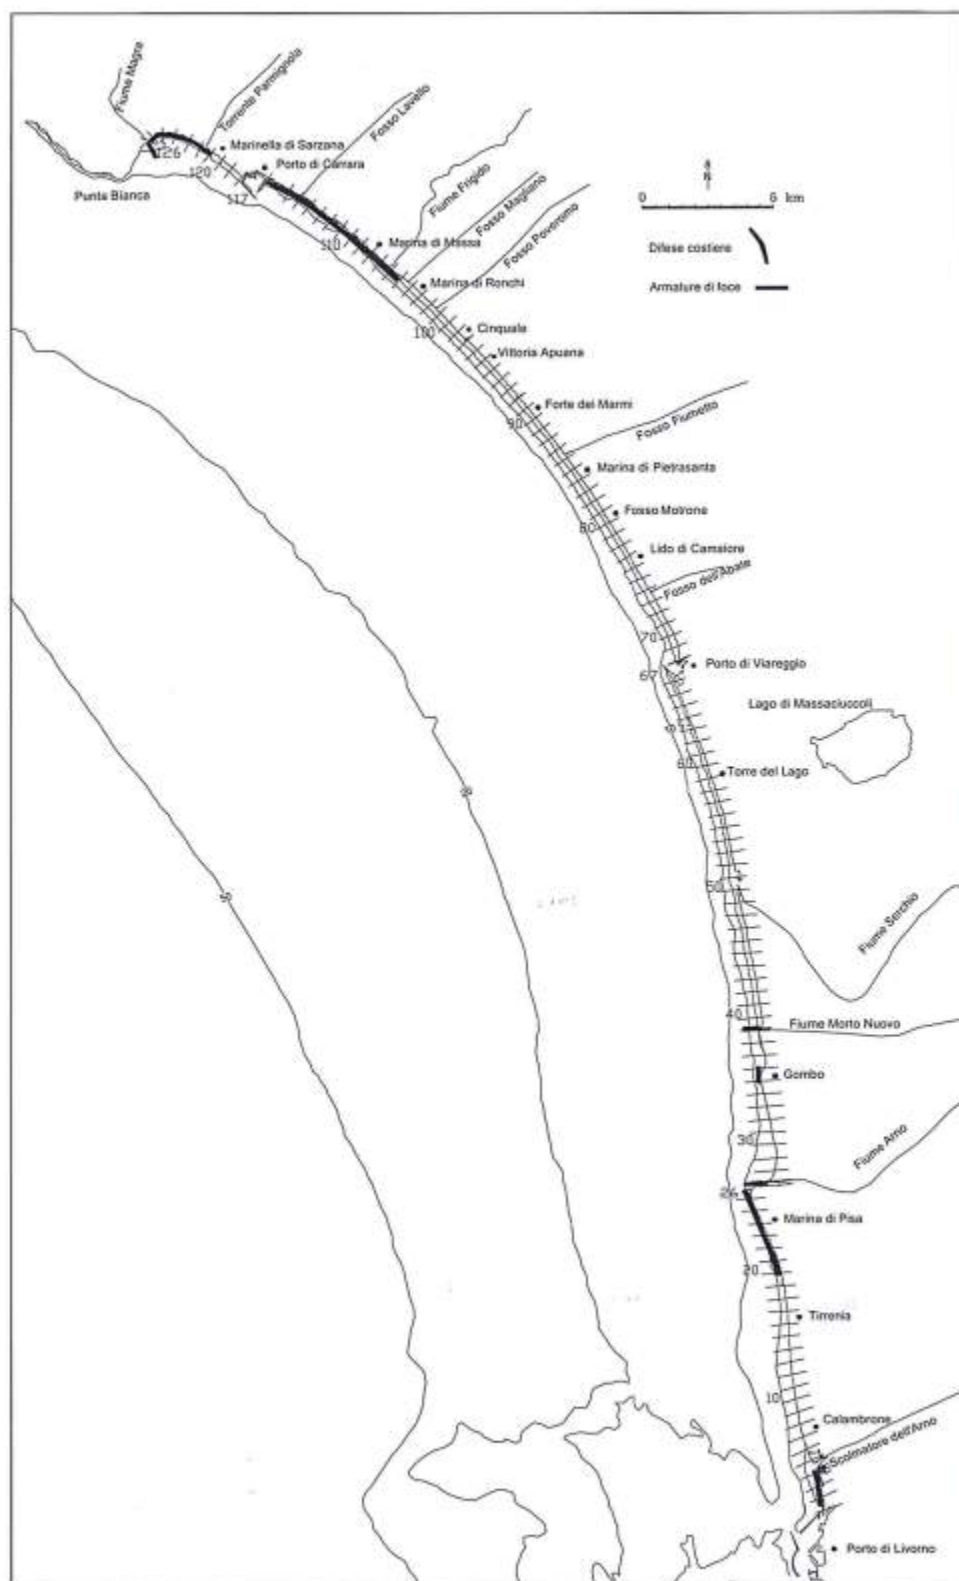 Fiume Magra
Torrente Parmignola
Fosso Lavello
Marinella di Sarzana
Porto di Carrara
126
120
117
Punta Bianca
Fiume Frigido
Fosso Magliano
Fosso Poveromo
N
0 6 km
Difese costiere
Armature di foce
110
Marina di Massa
Marina di Ronchi
100
Cinquale
Vittoria Apuana
Forte dei Marmi
90
Fosso Fiumetto
Marina di Pietrasanta
Fosso Motrone
80
Lido di Camaiore
Fosso dell'Abate
70
Porto di Viareggio
67
Lago di Massaciuccoli
60
Torre del Lago
50
Fiume Serchio
40
Fiume Morto Nuovo
Gombo
30
Fiume Arno
26
Marina di Pisa
20
Tirrenia
10
Calambrone
Scolmatore dell'Arno
Porto di Livorno